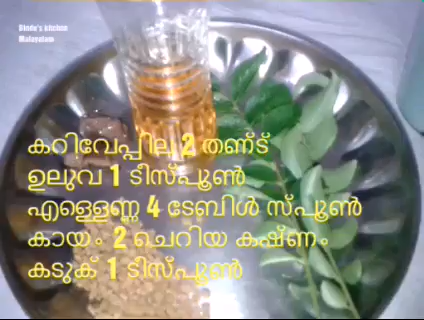 Bindu's kitchen
Malayalam
കറിവേപ്പില 2 തണ്ട്
ഉലുവ 1 ടീസ്പൂൺ
എള്ളെണ്ണ 4 ടേബിൾ സ്പൂൺ
കായം 2 ചെറിയ കഷ്ണം
കടുക് 1 ടീസ്പൂൺ